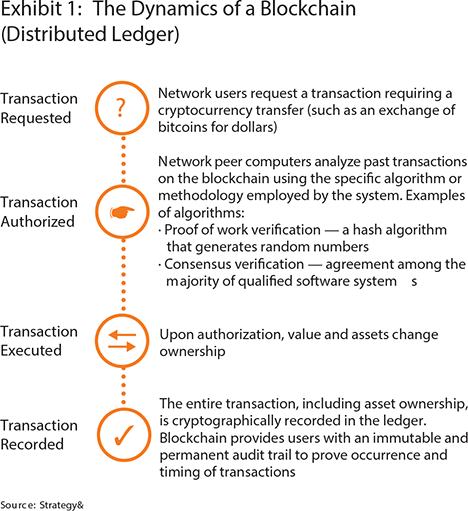 Exhibit 1: The Dynamics of a Blockchain
(Distributed Ledger)
Transaction
Requested
?
Network users request a transaction requiring a
cryptocurrency transfer (such as an exchange of
bitcoins for dollars)
Transaction
Authorized
Network peer computers analyze past transactions
on the blockchain using the specific algorithm or
methodology employed by the system. Examples
of algorithms:
· Proof of work verification — a hash algorithm
that generates random numbers
· Consensus verification — agreement among the
majority of qualified software system s
Transaction
Executed
Upon authorization, value and assets change
ownership
Transaction
Recorded
The entire transaction, including asset ownership,
is cryptographically recorded in the ledger.
Blockchain provides users with an immutable and
permanent audit trail to prove occurrence and
timing of transactions
Source: Strategy&